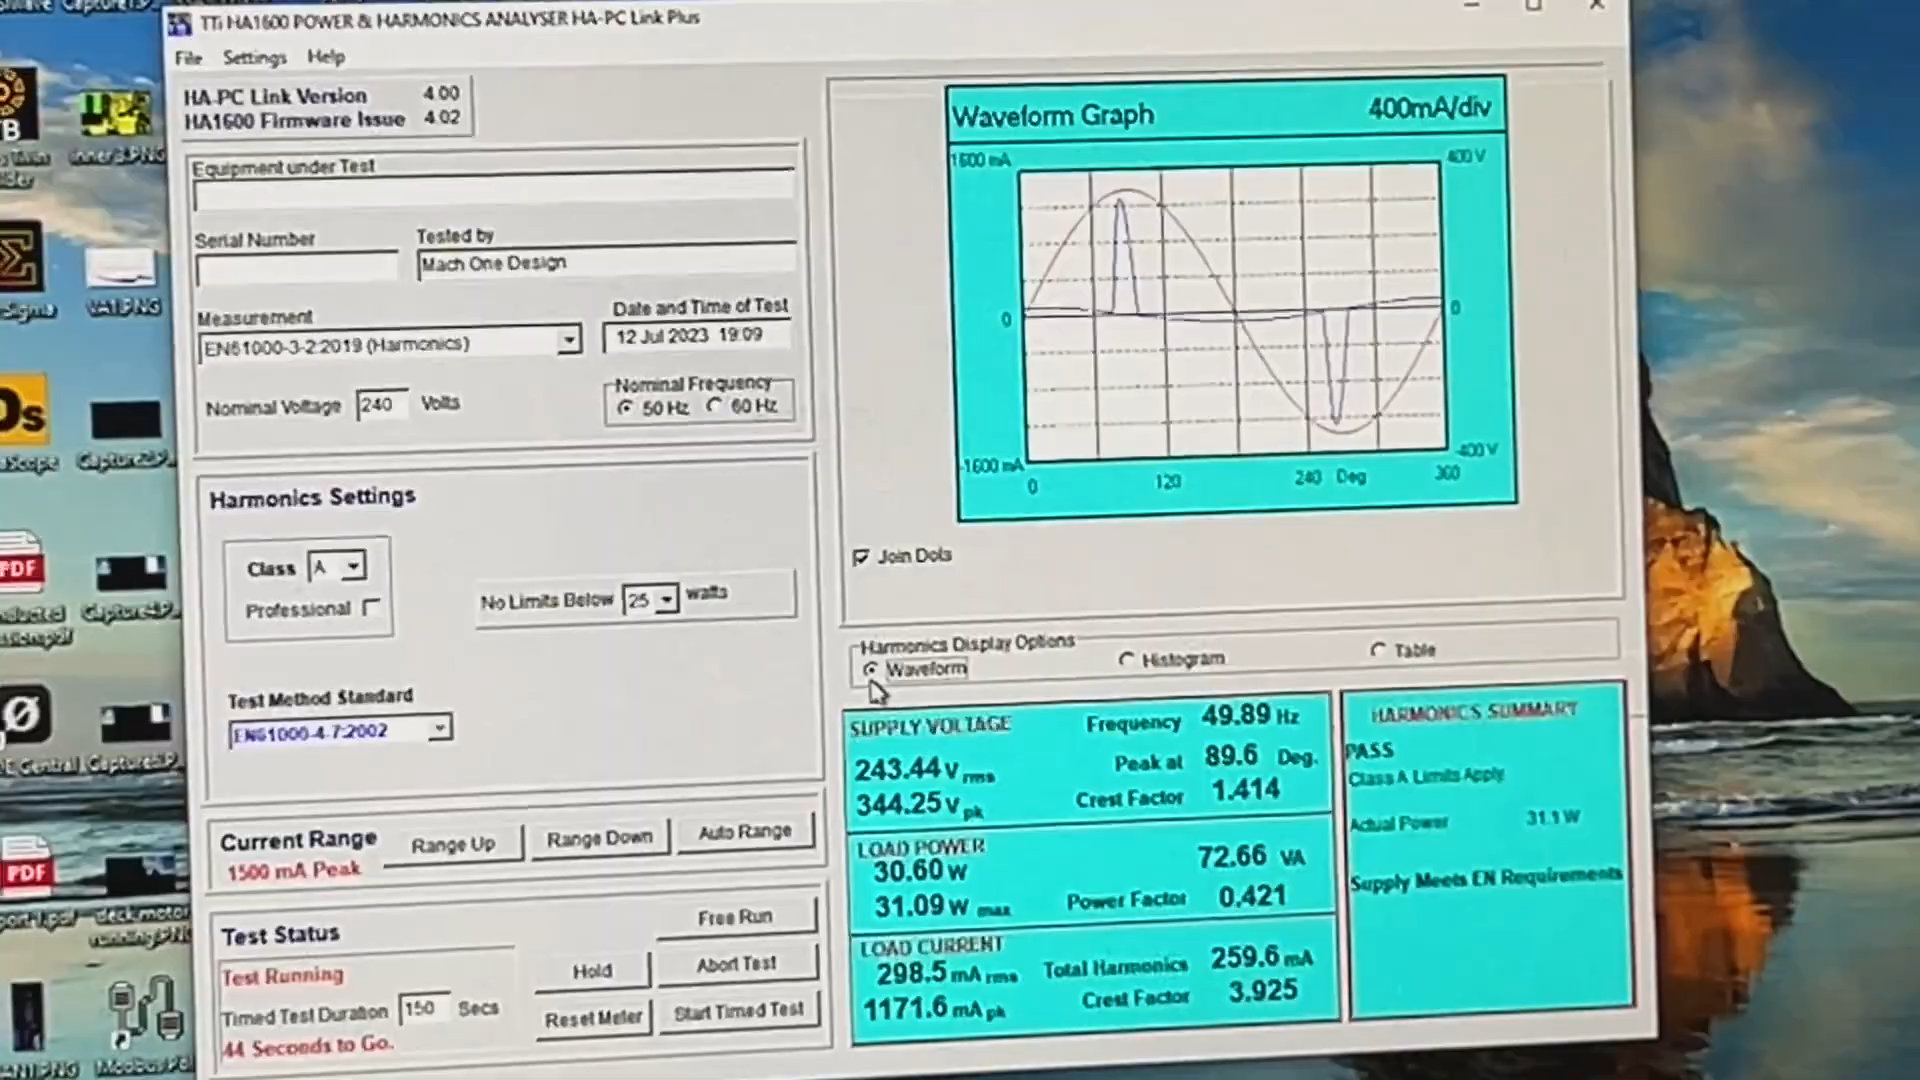 TTi HA1600 POWER & HARMONICS ANALYSER HA-PC Link Plus
File Settings Help
HA-PC Link Version 4.00
HA1600 Firmware Issue 4.02
Equipment under Test
Serial Number
Tested by
Mach One Design
Measurement
EN61000-3-2:2019 (Harmonics)
Date and Time of Test
12 Jul 2023 19:09
Nominal Voltage 240 Volts
Nominal Frequency
50 Hz 60 Hz
Harmonics Settings
Class A
Professional
No Limits Below 25 watts
Test Method Standard
EN61000-4-7:2002
Current Range
1500 mA Peak
Range Up
Range Down
Auto Range
Test Status
Test Running
Timed Test Duration 150 Secs
44 Seconds to Go.
Free Run
Hold
Abort Test
Reset Meter
Start Timed Test
Waveform Graph 400mA/div
1600 mA 400 V
0 0
-1600 mA -400 V
0 120 240 Deg 360
Join Dots
Harmonics Display Options
Waveform Histogram Table
SUPPLY VOLTAGE
243.44 V rms
344.25 V pk
Frequency 49.89 Hz
Peak at 89.6 Deg.
Crest Factor 1.414
LOAD POWER
30.60 W
31.09 W max
72.66 VA
Power Factor 0.421
LOAD CURRENT
298.5 mA rms
1171.6 mA pk
Total Harmonics 259.6 mA
Crest Factor 3.925
HARMONICS SUMMARY
PASS
Class A Limits Apply
Actual Power 31.1 W
Supply Meets EN Requirements
PDF
PDF